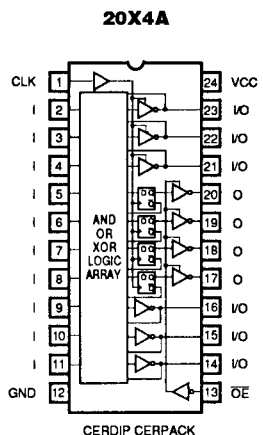 20X4A
CLK 1 24 VCC
I 2 23 I/O
I 3 22 I/O
I 4 21 I/O
I 5 20 O
I 6 19 O
I 7 18 O
I 8 17 O
I 9 16 I/O
I 10 15 I/O
I 11 14 I/O
GND 12 13 OE
AND
OR
XOR
LOGIC
ARRAY
CERDIP CERPACK